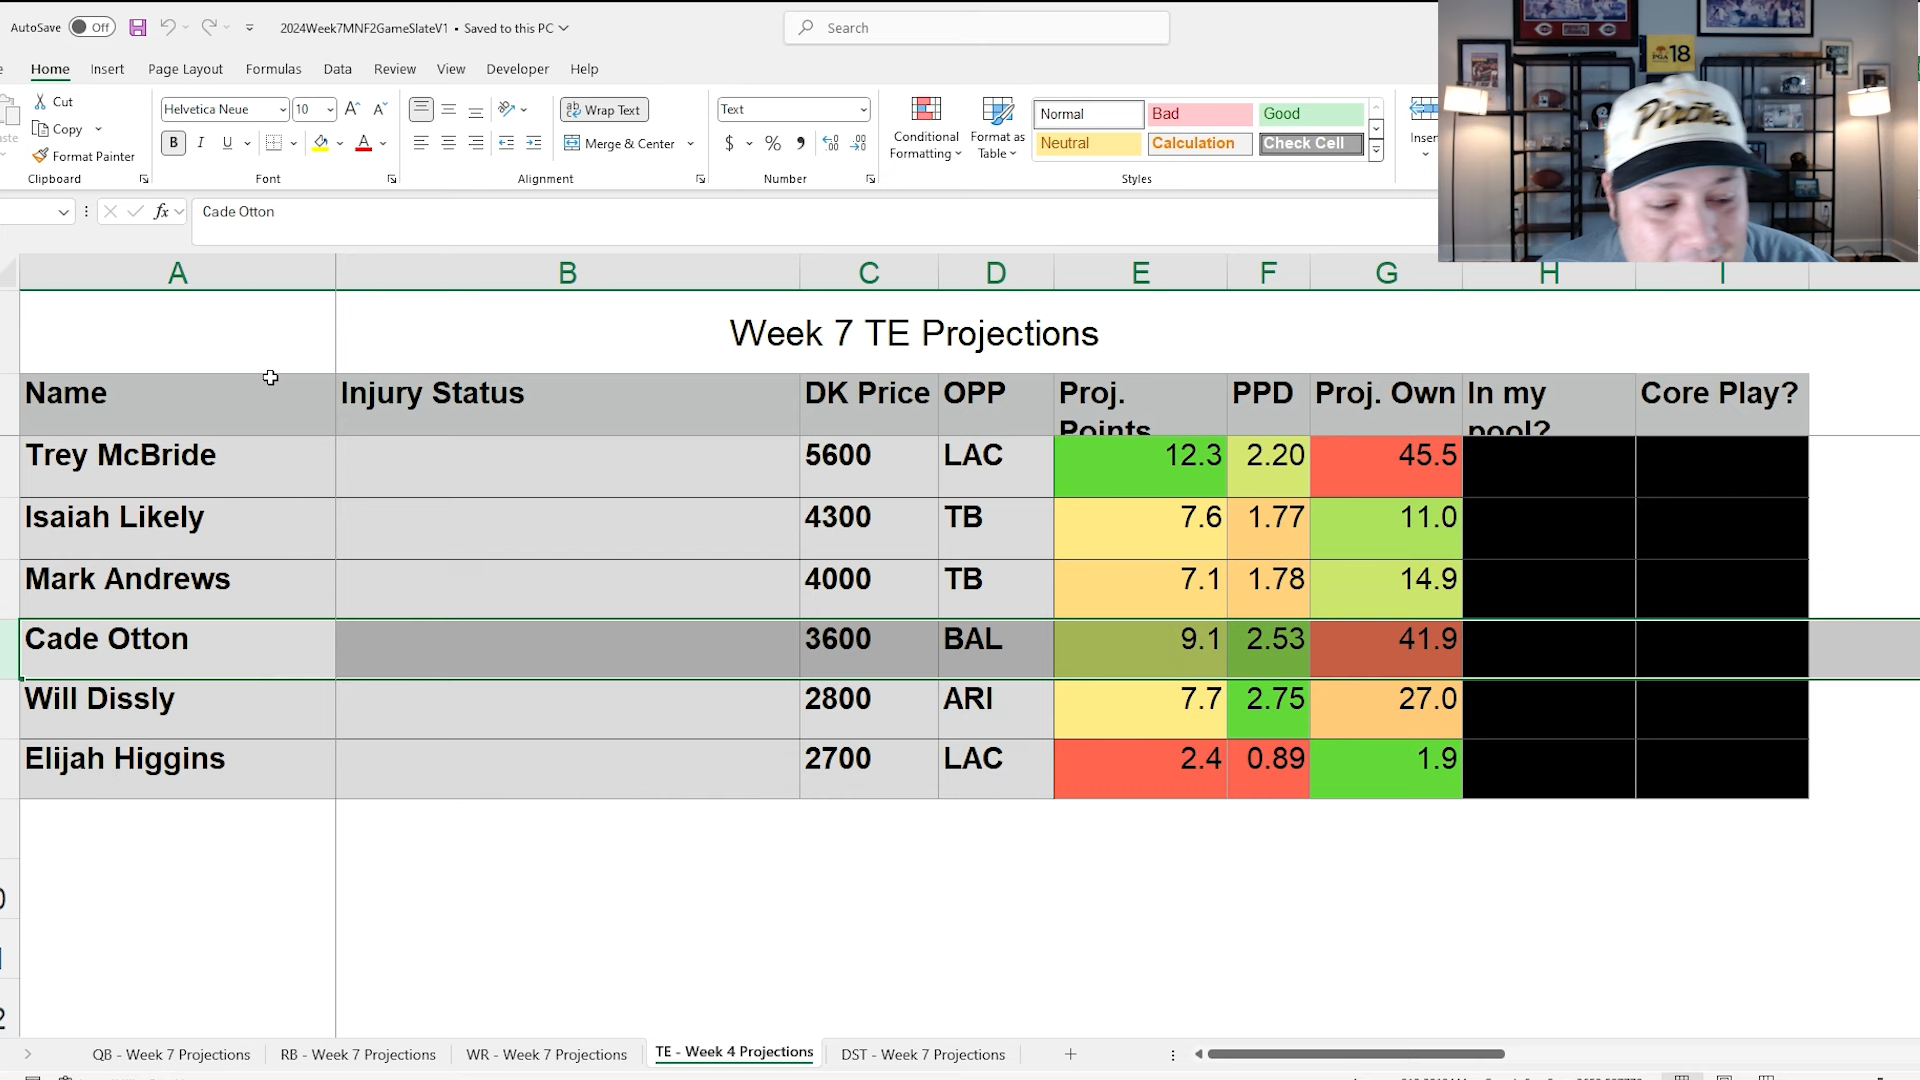 AutoSave Off 2024Week7MNF2GameSlateV1 • Saved to this PC Search
Home Insert Page Layout Formulas Data Review View Developer Help
Cut
Copy
Format Painter
Clipboard
Helvetica Neue 10
B I U
Font
Wrap Text
Merge & Center
Alignment
Text
$ % 9
Number
Conditional Formatting
Format as Table
Normal Bad Good
Neutral Calculation Check Cell
Styles
PGA 18
Pirates
fx Cade Otton
A B C D E F G H I
Week 7 TE Projections
Name Injury Status DK Price OPP Proj. Points PPD Proj. Own In my pool? Core Play?
Trey McBride 5600 LAC 12.3 2.20 45.5
Isaiah Likely 4300 TB 7.6 1.77 11.0
Mark Andrews 4000 TB 7.1 1.78 14.9
Cade Otton 3600 BAL 9.1 2.53 41.9
Will Dissly 2800 ARI 7.7 2.75 27.0
Elijah Higgins 2700 LAC 2.4 0.89 1.9
QB - Week 7 Projections RB - Week 7 Projections WR - Week 7 Projections TE - Week 4 Projections DST - Week 7 Projections